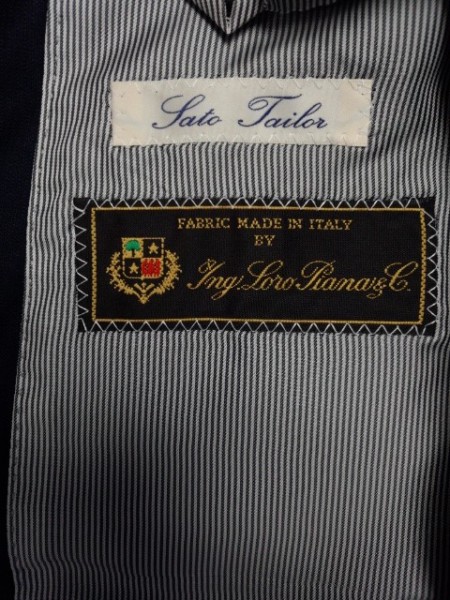 Sato Tailor
FABRIC MADE IN ITALY
BY
Ing. Loro Piana & C.